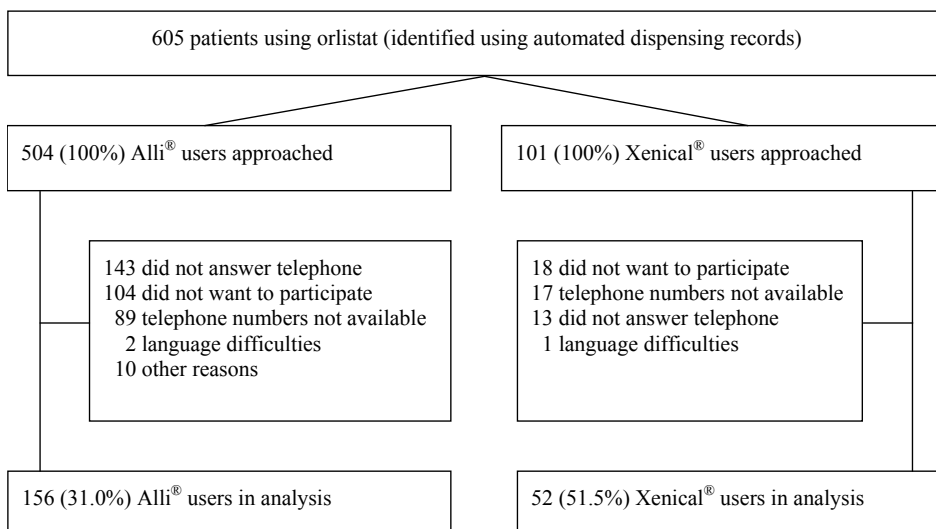 605 patients using orlistat (identified using automated dispensing records)
504 (100%) Alli® users approached
101 (100%) Xenical® users approached
143 did not answer telephone
104 did not want to participate
89 telephone numbers not available
2 language difficulties
10 other reasons
18 did not want to participate
17 telephone numbers not available
13 did not answer telephone
1 language difficulties
156 (31.0%) Alli® users in analysis
52 (51.5%) Xenical® users in analysis